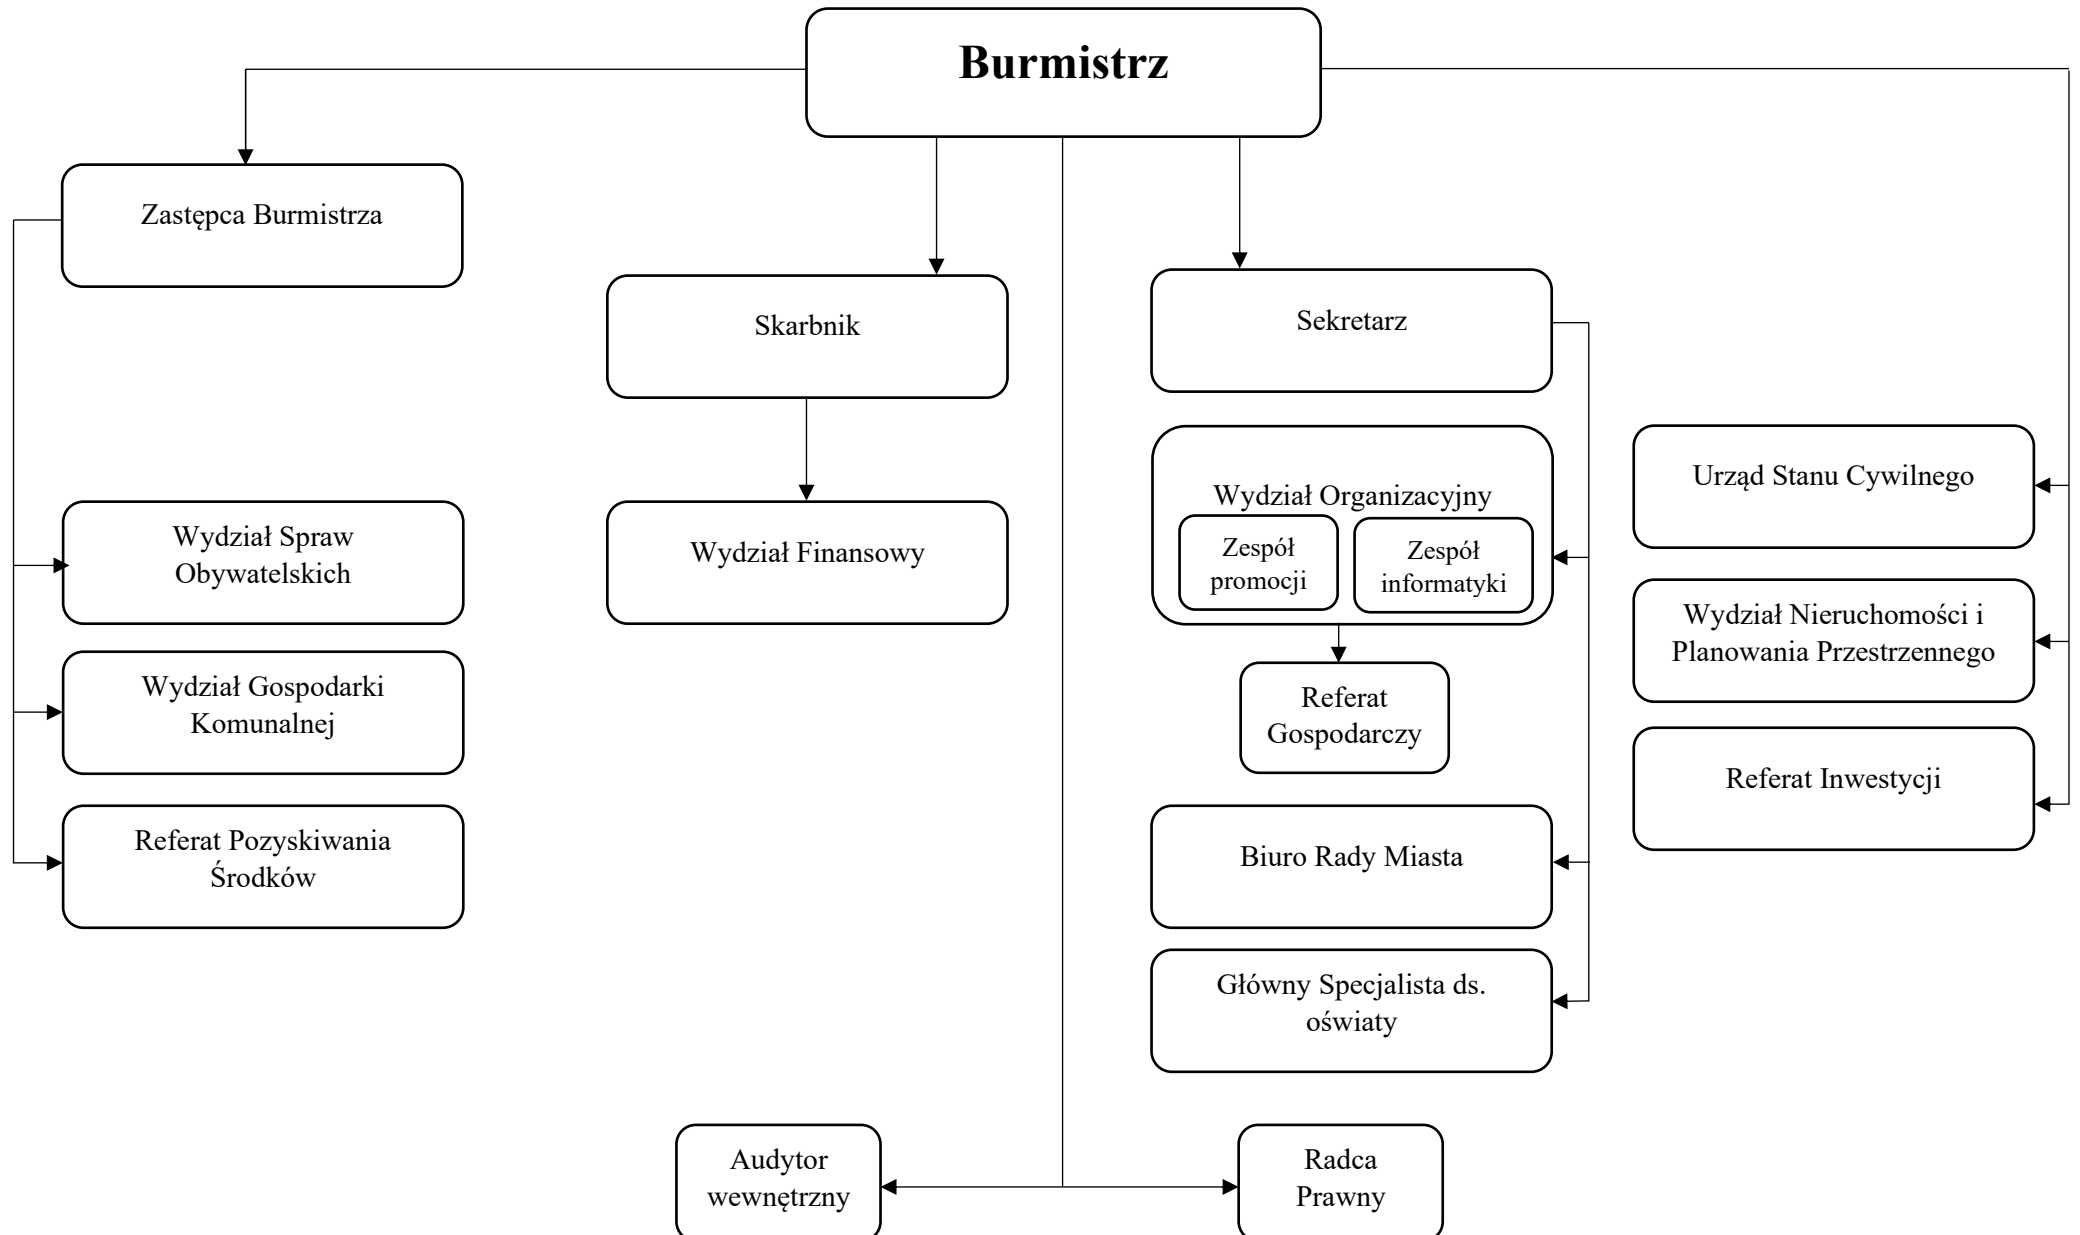 Burmistrz
Zastępca Burmistrza
Skarbnik
Sekretarz
Wydział Spraw
Obywatelskich
Wydział Gospodarki
Komunalnej
Referat Pozyskiwania
Środków
Wydział Finansowy
Wydział Organizacyjny
Zespół
promocji
Zespół
informatyki
Referat
Gospodarczy
Biuro Rady Miasta
Główny Specjalista ds.
oświaty
Urząd Stanu Cywilnego
Wydział Nieruchomości i
Planowania Przestrzennego
Referat Inwestycji
Audytor
wewnętrzny
Radca
Prawny